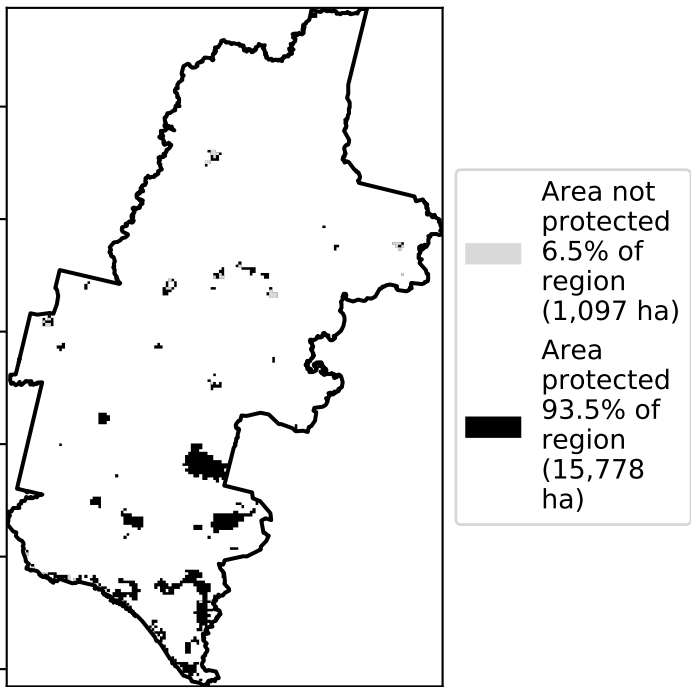 Area not
protected
6.5% of
region
(1,097 ha)
Area
protected
93.5% of
region
(15,778
ha)